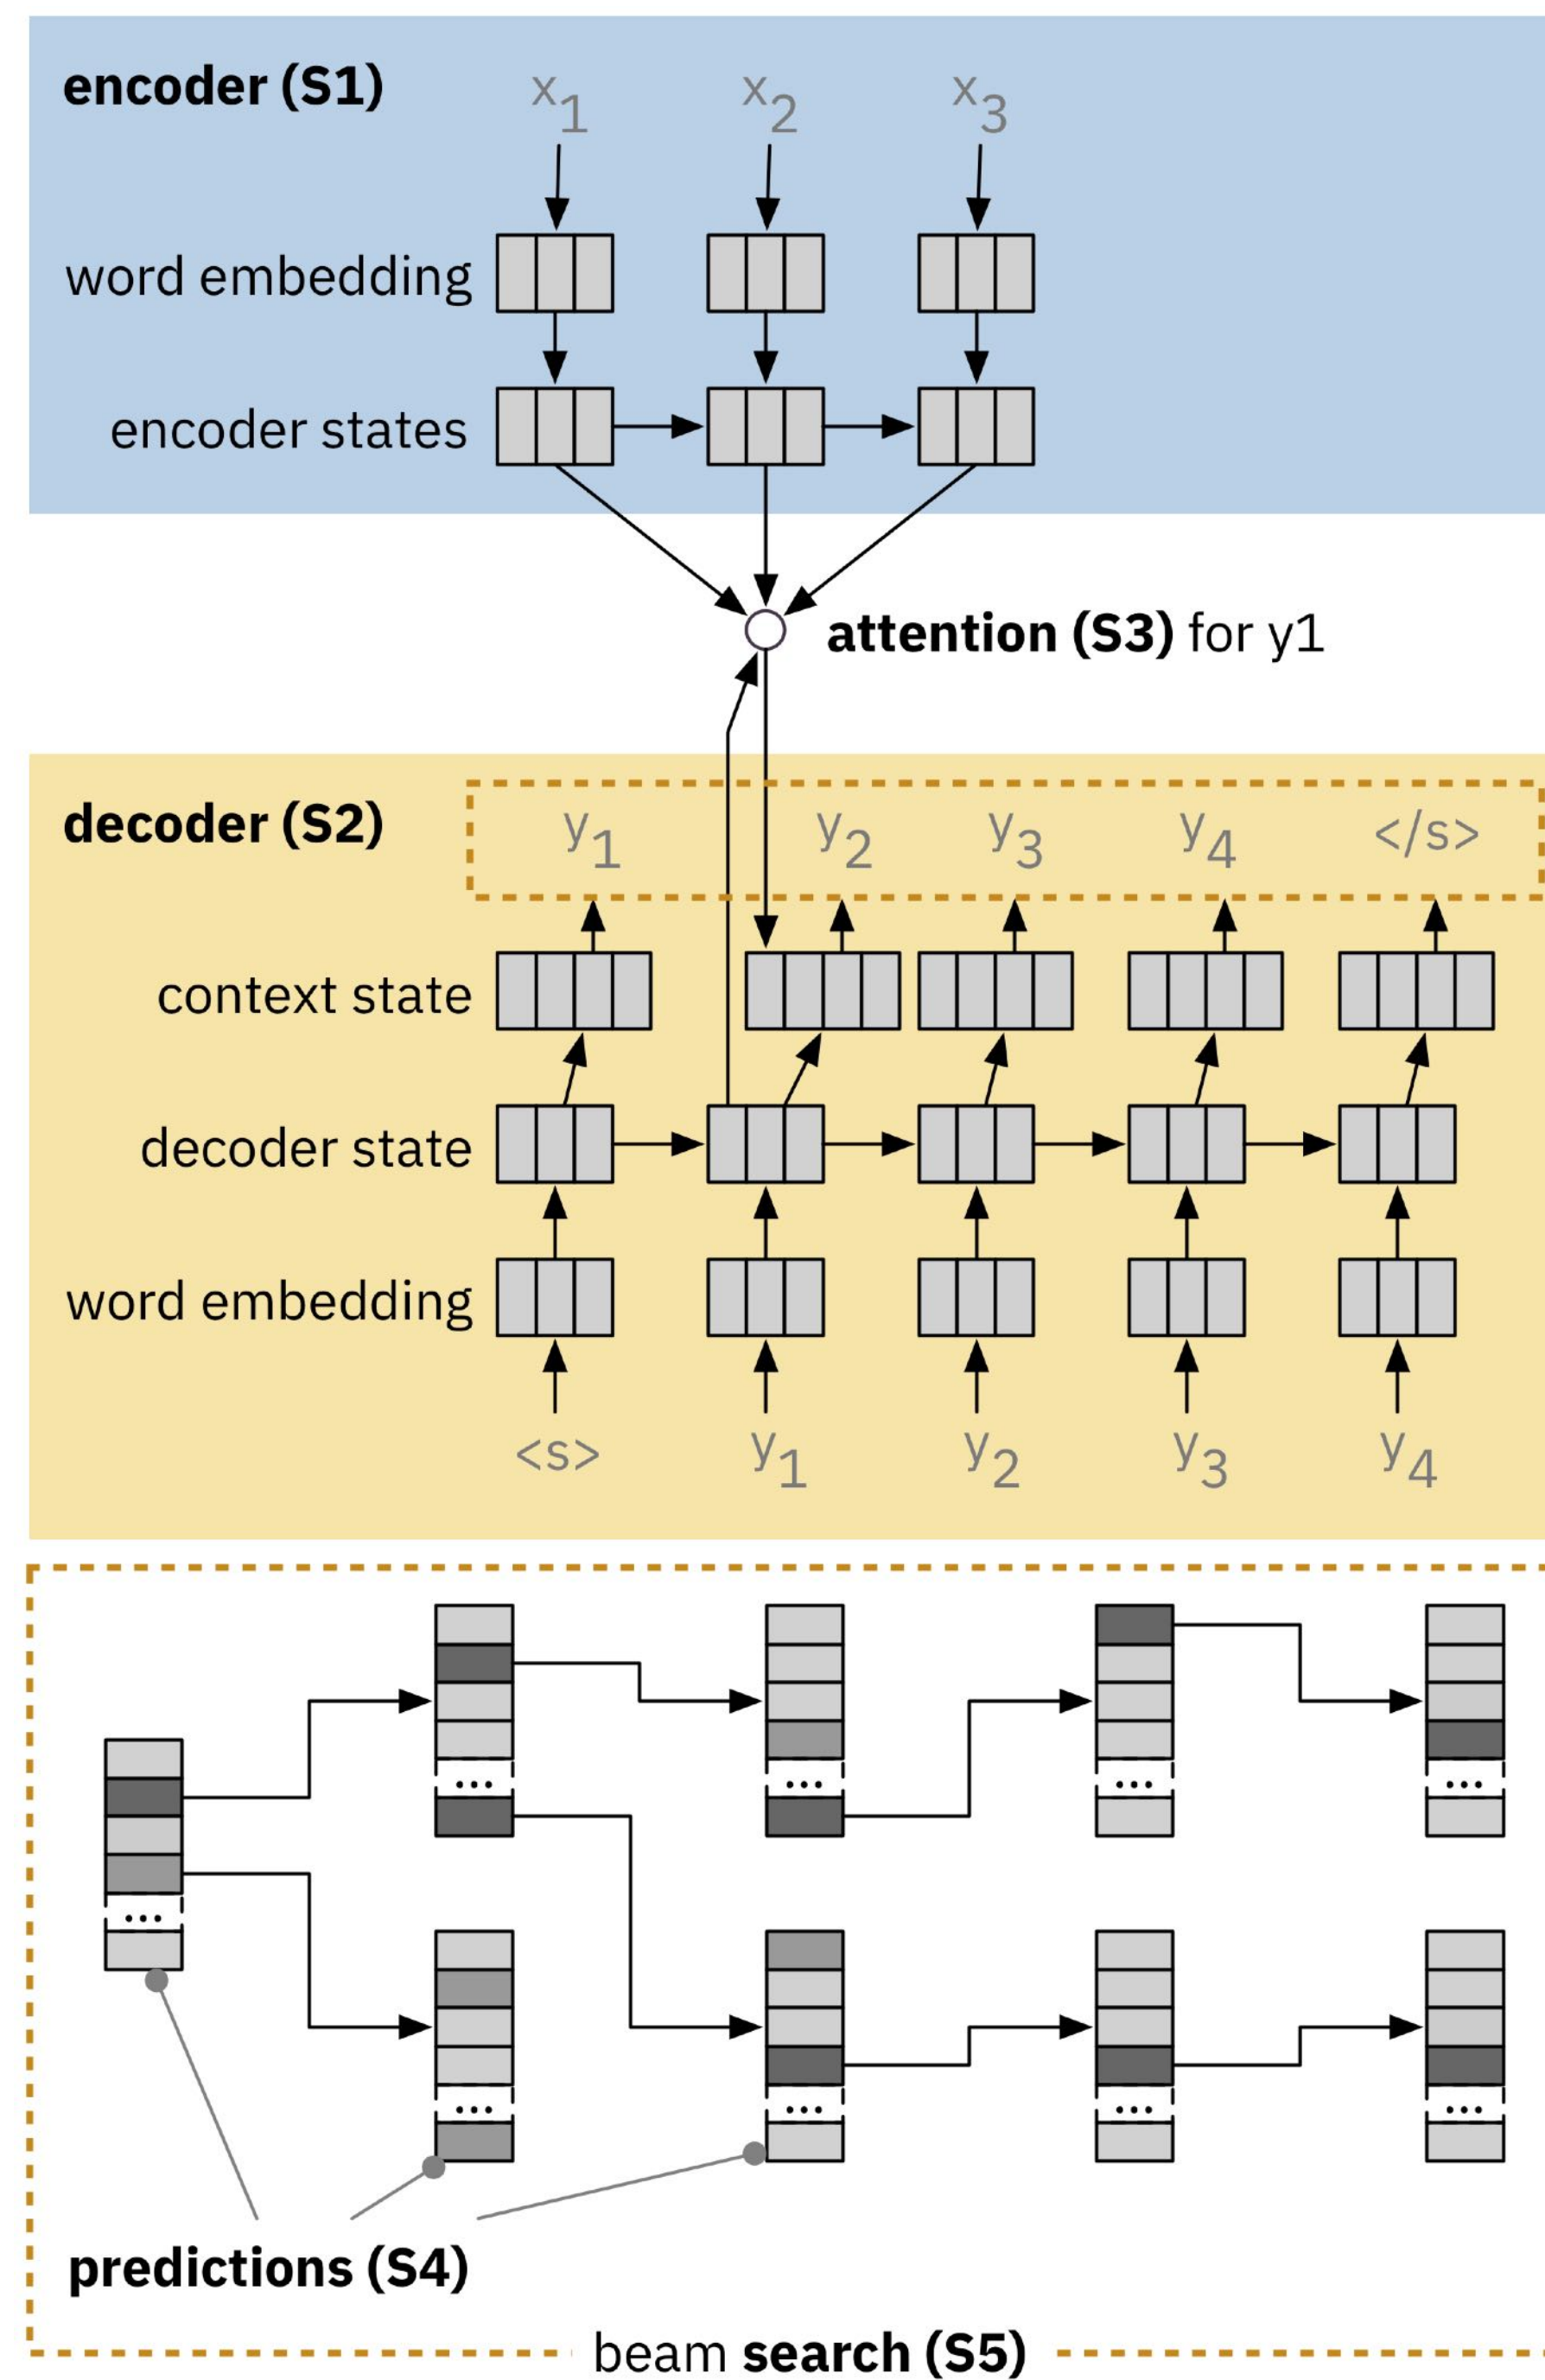 encoder (S1) x1 x2 x3
word embedding
encoder states
attention (S3) for y1
decoder (S2) y1 y2 y3 y4 </s>
context state
decoder state
word embedding
<s> y1 y2 y3 y4
...
...
...
...
...
...
...
...
...
predictions (S4)
beam search (S5)